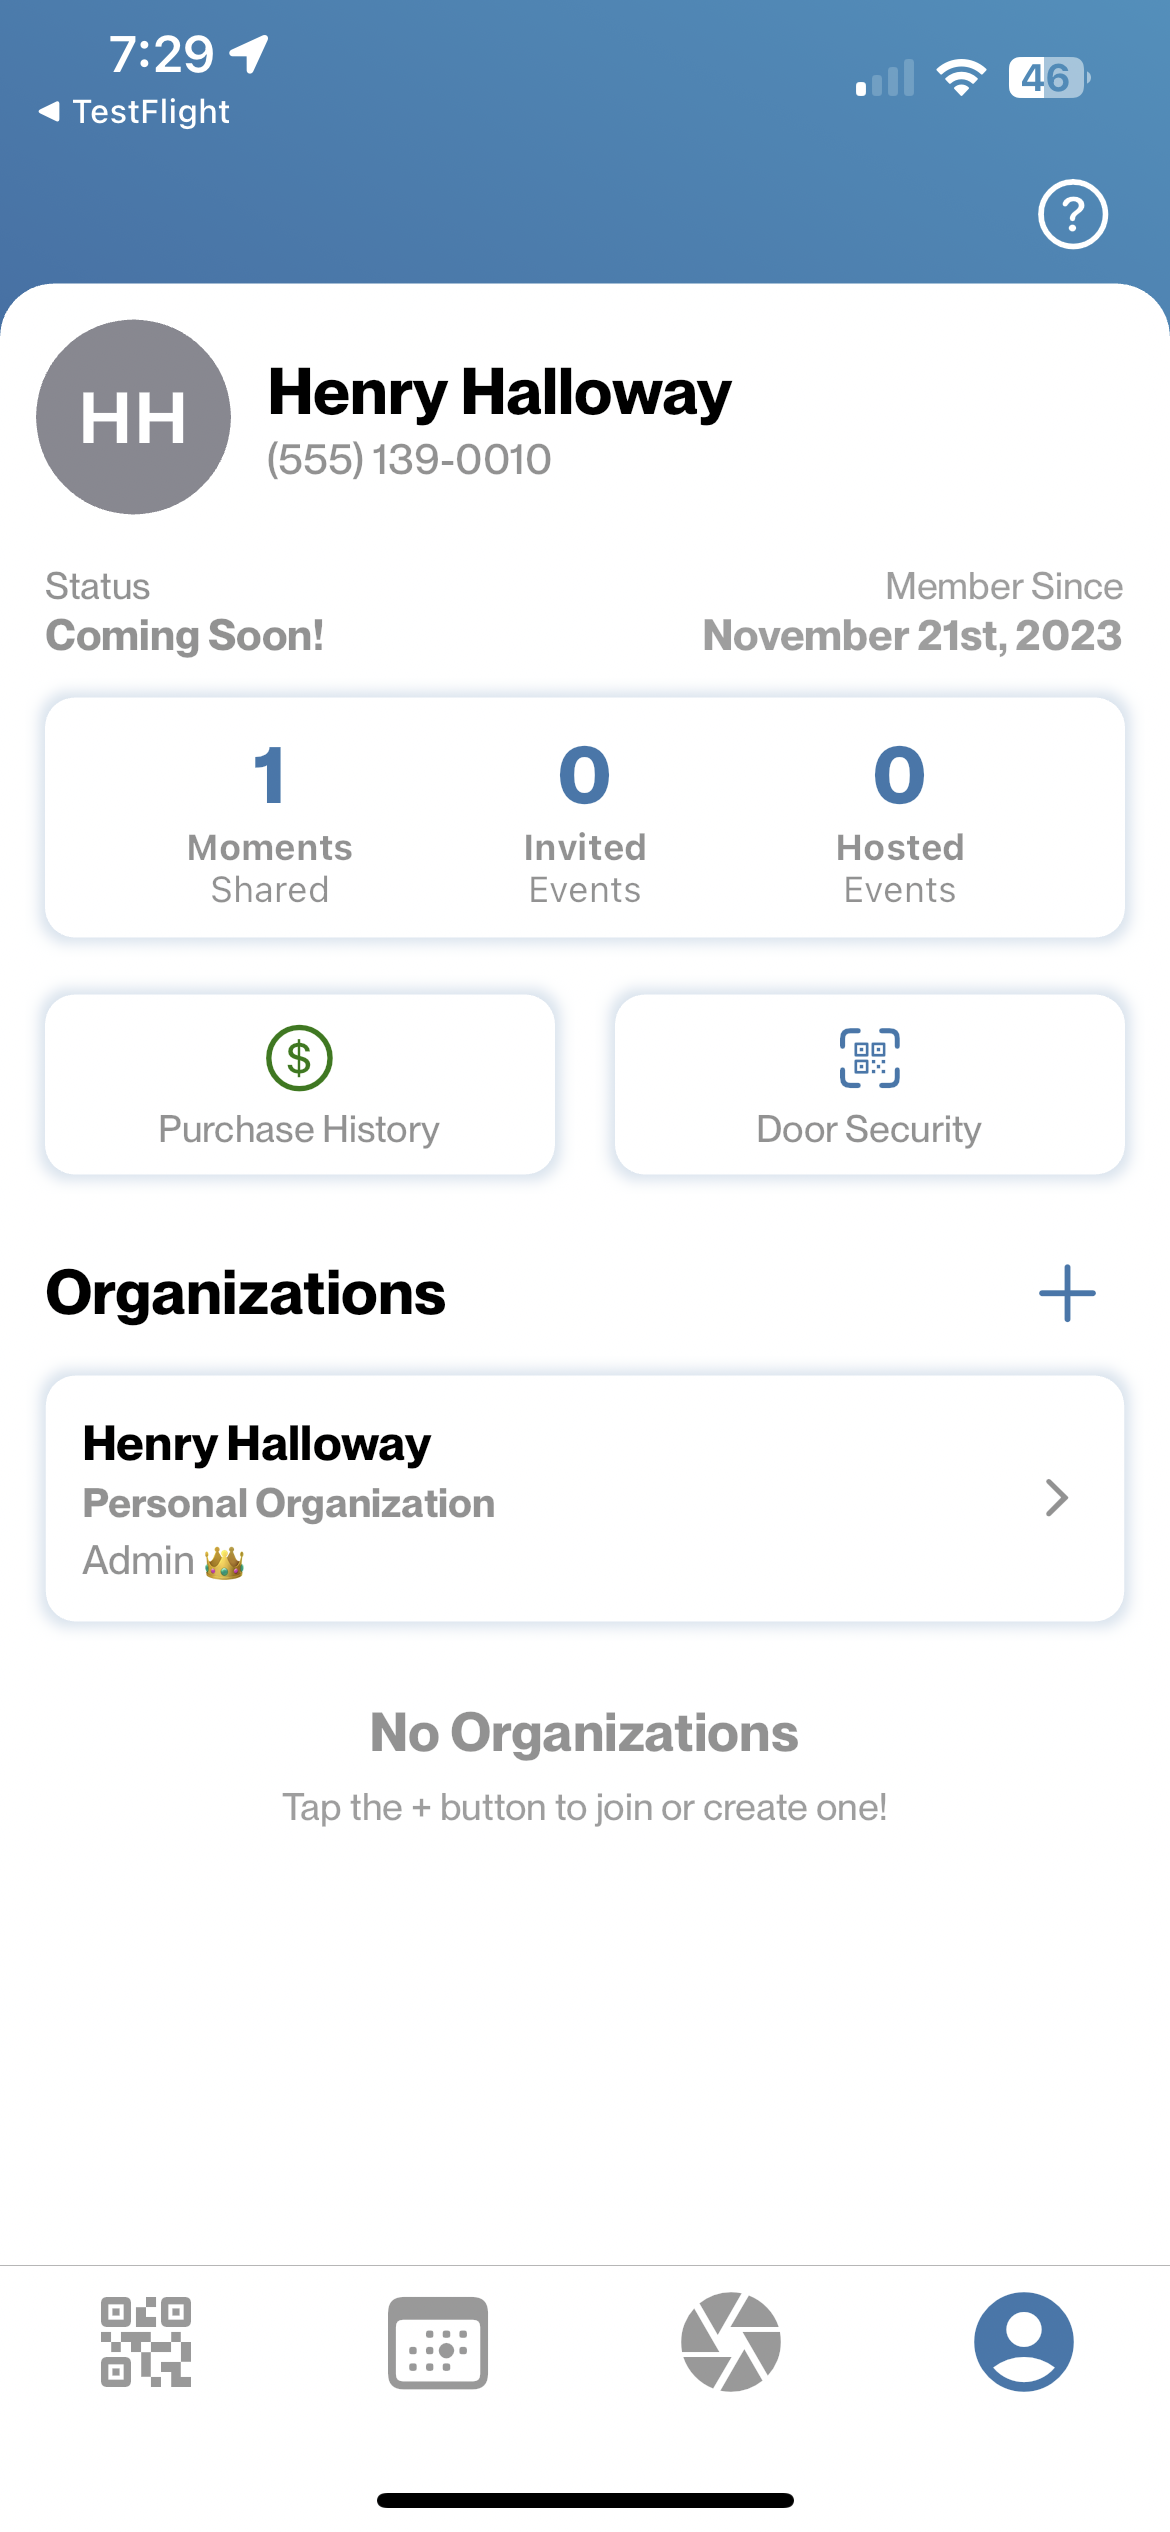 7:29
◀ TestFlight
46
?
HH
Henry Halloway
(555) 139-0010
Status
Member Since
Coming Soon!
November 21st, 2023
1
0
0
Moments
Invited
Hosted
Shared
Events
Events
$
Purchase History
Door Security
Organizations
Henry Halloway
Personal Organization
Admin 👑
No Organizations
Tap the + button to join or create one!